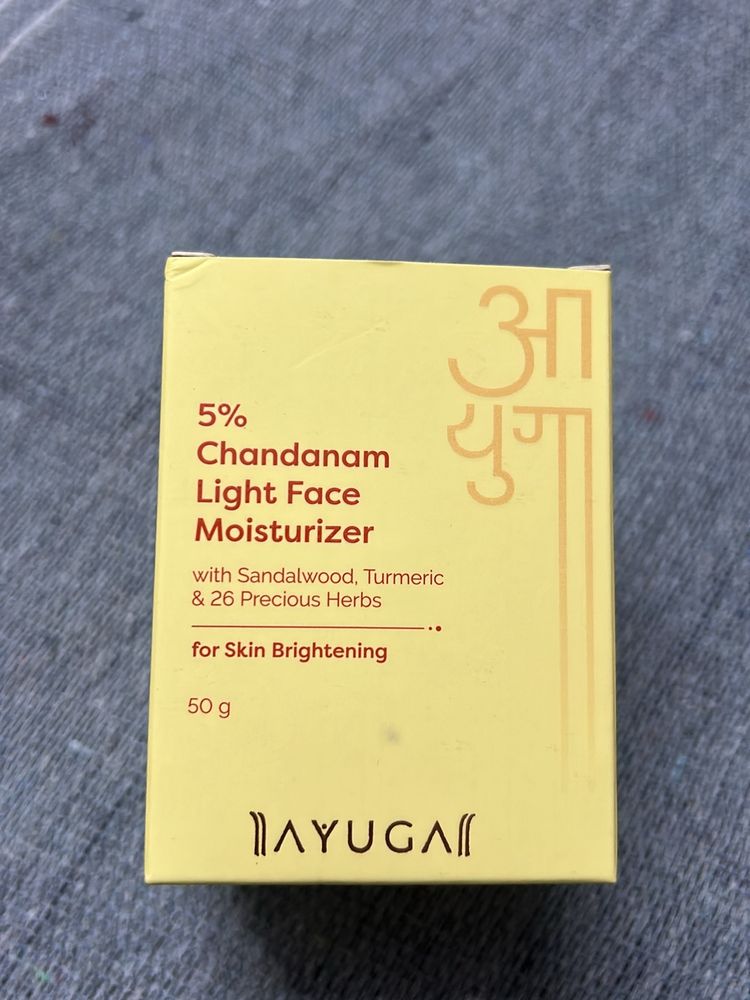 आ
युगा
5%
Chandanam
Light Face
Moisturizer
with Sandalwood, Turmeric
& 26 Precious Herbs
for Skin Brightening
50 g
AYUGA